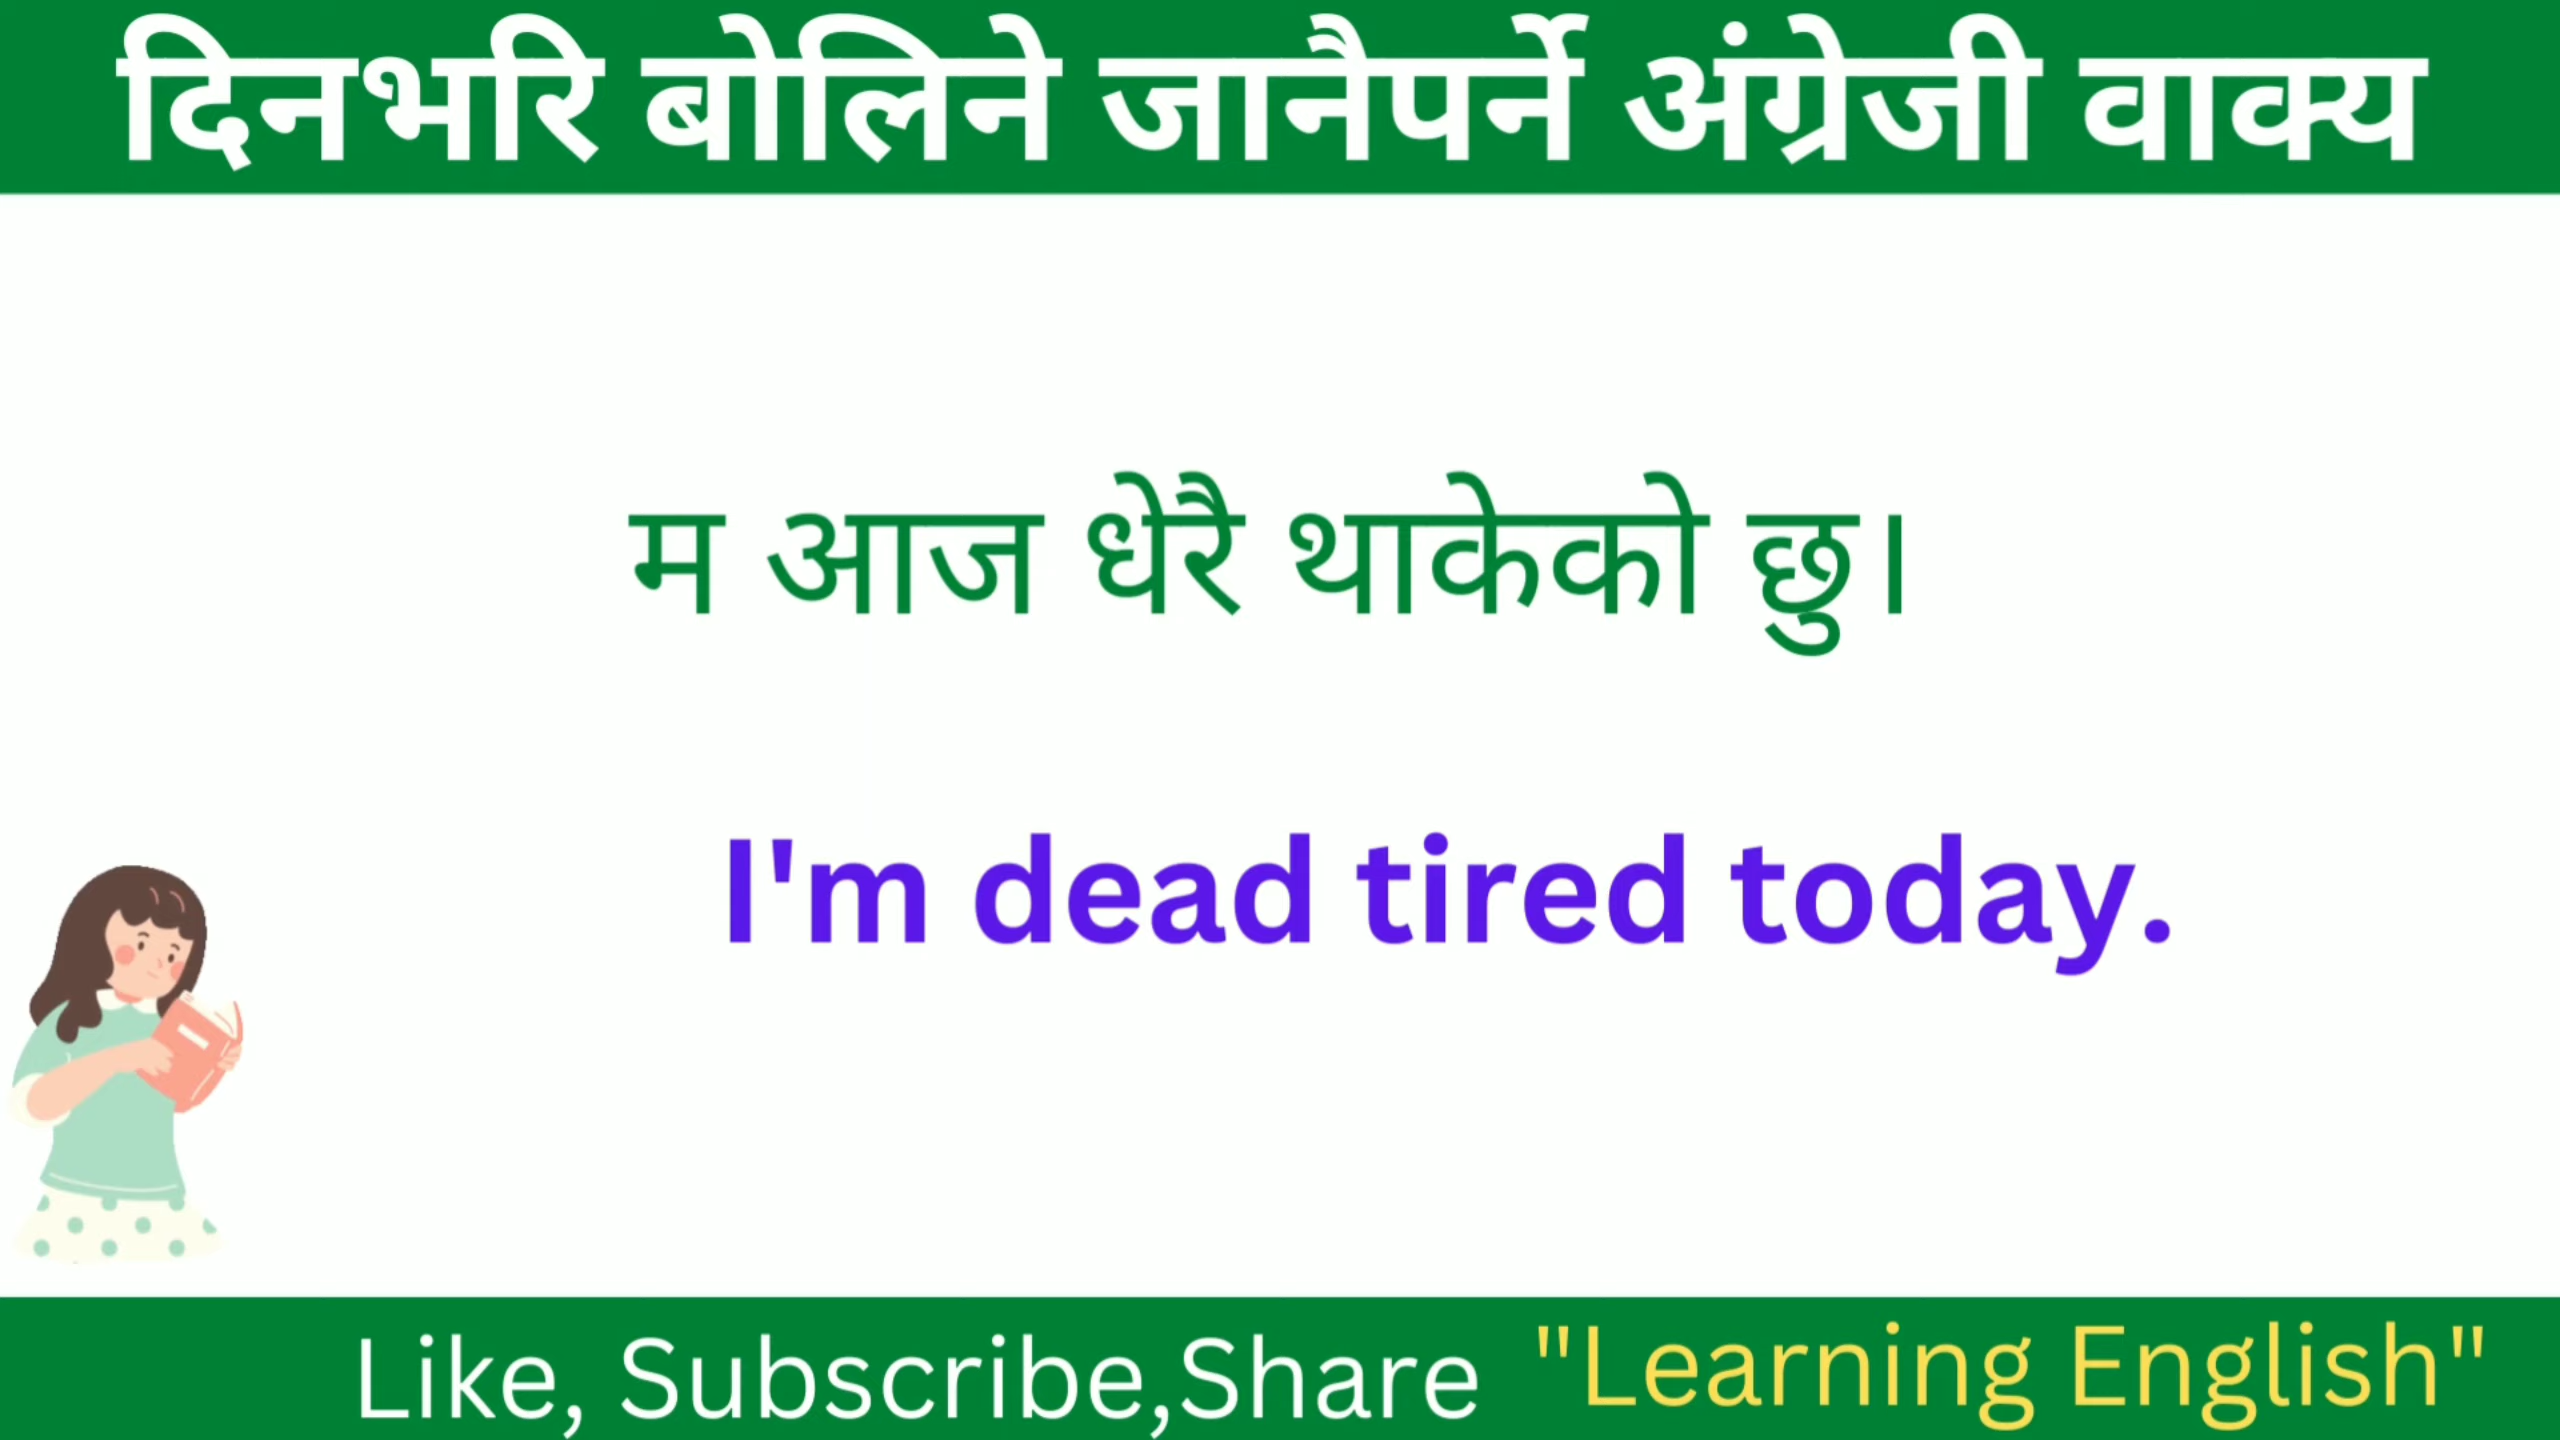 दिनभरि बोलिने जानैपर्ने अंग्रेजी वाक्य
म आज धेरै थाकेको छु।
I'm dead tired today.
Like, Subscribe,Share "Learning English"